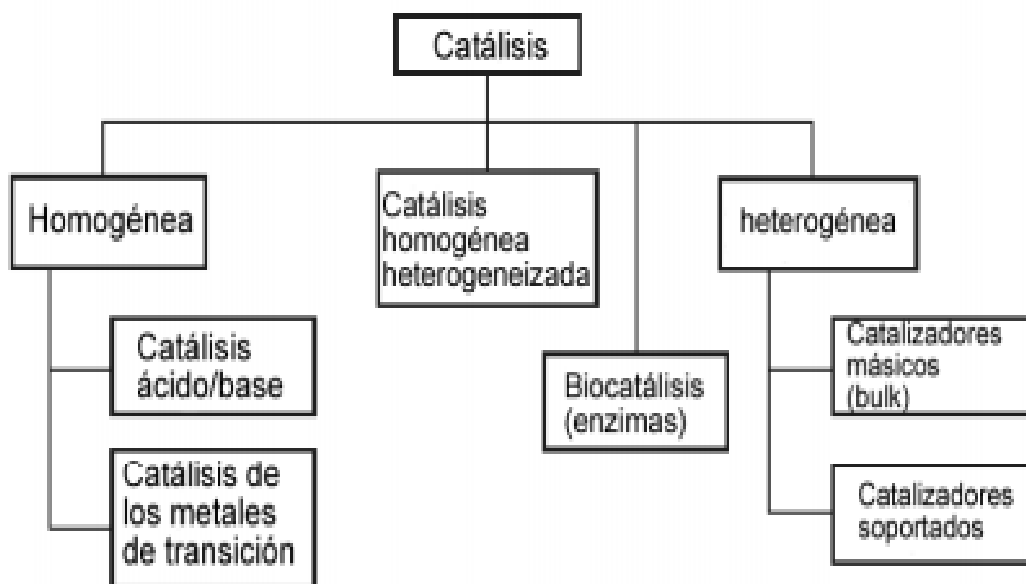 Catálisis
Homogénea
Catálisis
homogénea
heterogeneizada
heterogénea
Catálisis
ácido/base
Biocatálisis
(enzimas)
Catalizadores
másicos
(bulk)
Catálisis de
los metales
de transición
Catalizadores
soportados